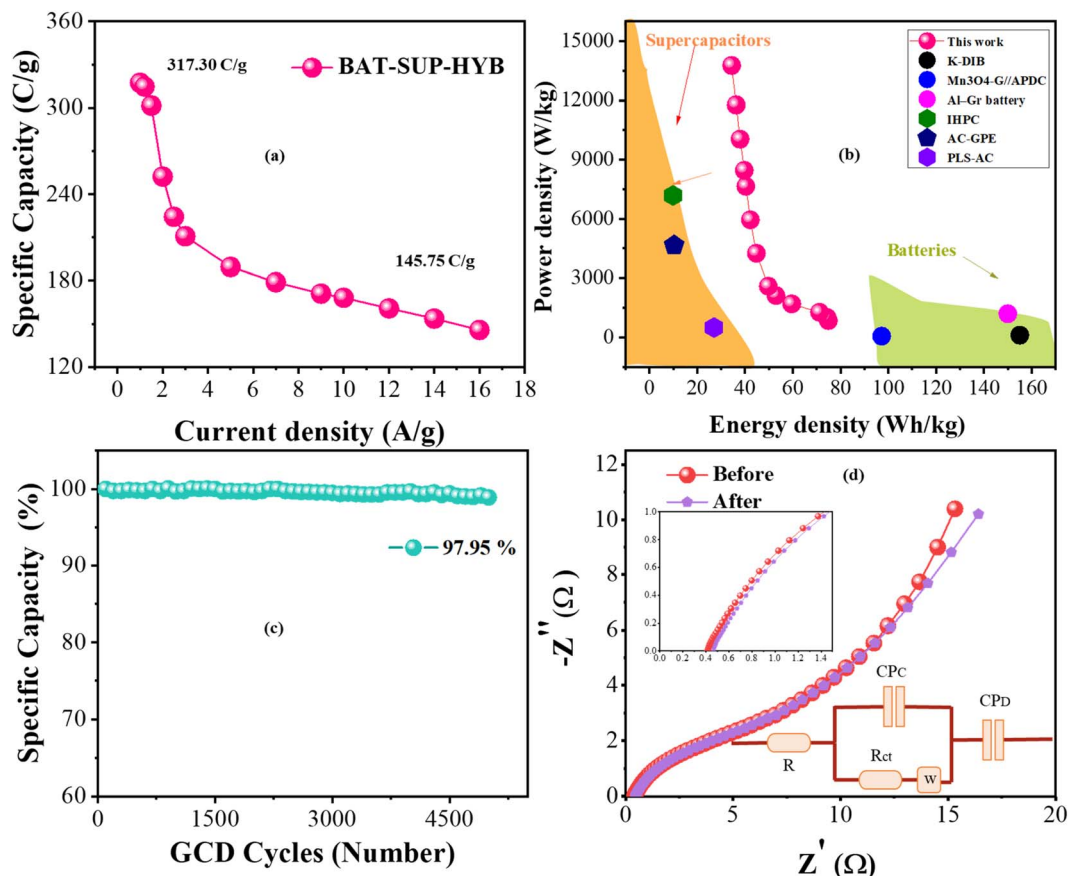 360
300
240
180
120
Specific Capacity (C/g)
317.30 C/g
BAT-SUP-HYB
(a)
145.75 C/g
0 2 4 6 8 10 12 14 16 18
Current density (A/g)
15000
12000
9000
6000
3000
0
Power density (W/kg)
Supercapacitors
This work
K-DIB
Mn3O4-G//APDC
Al–Gr battery
IHPC
AC-GPE
PLS-AC
(b)
Batteries
0 20 40 60 80 100 120 140 160
Energy density (Wh/kg)
100
90
80
70
60
Specific Capacity (%)
97.95 %
(c)
0 1500 3000 4500
GCD Cycles (Number)
12
10
8
6
4
2
0
-Z'' (Ω)
Before
After
(d)
1.0
0.8
0.6
0.4
0.2
0.0
0.0 0.2 0.4 0.6 0.8 1.0 1.2 1.4
CPC
CPD
R
Rct
W
0 5 10 15 20
Z' (Ω)